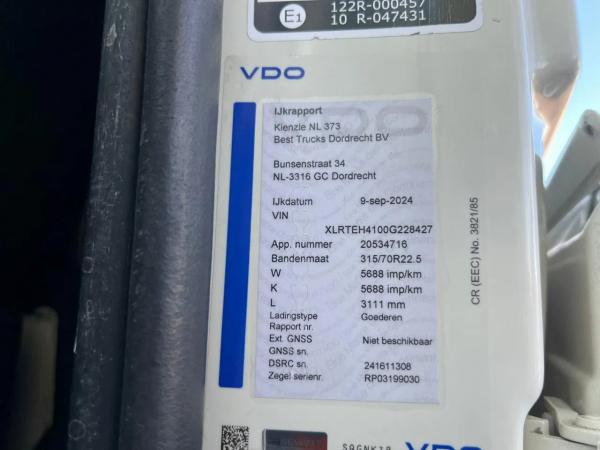 E1
122R-000457
10 R-047431
VDO
IJkrapport
Kienzle NL 373
Best Trucks Dordrecht BV
Bunsenstraat 34
NL-3316 GC Dordrecht
IJkdatum 9-sep-2024
VIN
XLRTEH4100G228427
App. nummer 20534716
Bandenmaat 315/70R22.5
W 5688 imp/km
K 5688 imp/km
L 3111 mm
Ladingstype Goederen
Rapport nr.
Ext. GNSS Niet beschikbaar
GNSS sn.
DSRC sn. 241611308
Zegel serienr. RP03199030
CR (EEC) No. 3821/85
VDO